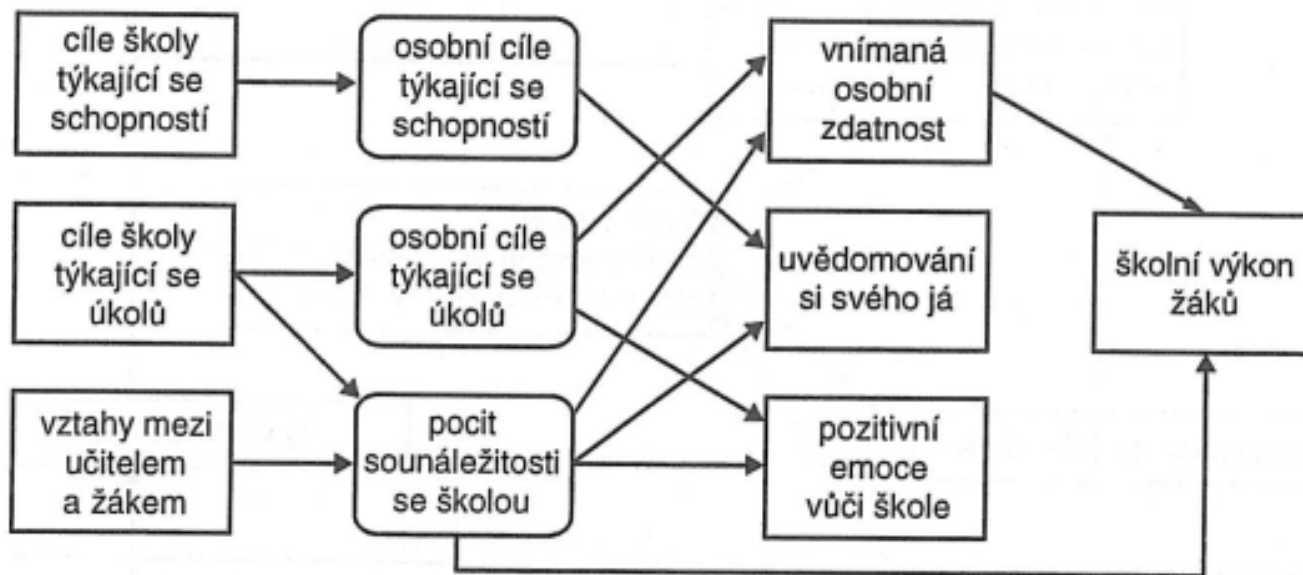 cíle školy
týkající se
schopností
osobní cíle
týkající se
schopností
vnímaná
osobní
zdatnost
cíle školy
týkající se
úkolů
osobní cíle
týkající se
úkolů
uvědomování
si svého já
školní výkon
žáků
vztahy mezi
učitelem
a žákem
pocit
sounáležitosti
se školou
pozitivní
emoce
vůči škole